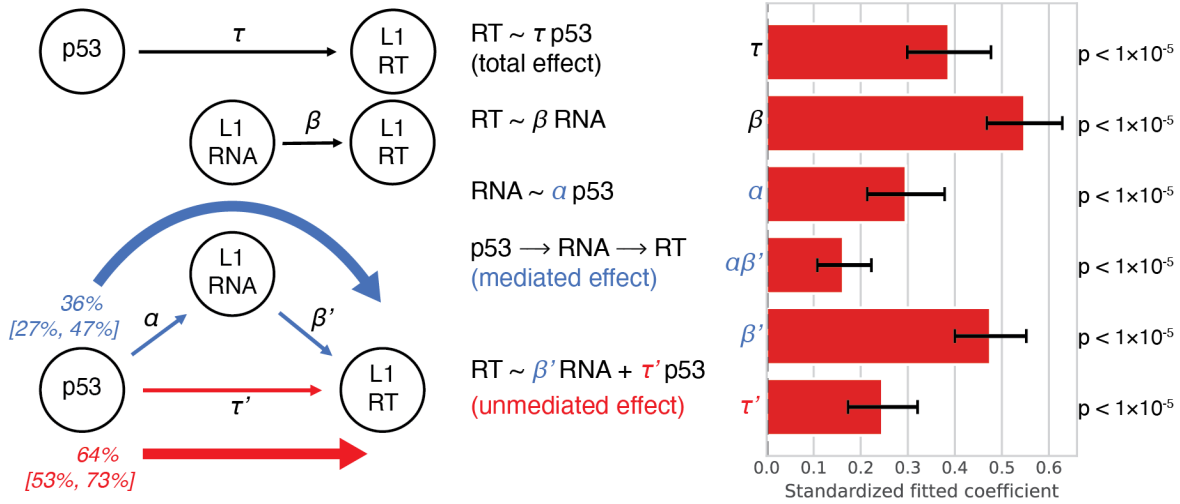 p53
τ
L1
RT
RT ~ τ p53
(total effect)
L1
RNA
β
L1
RT
RT ~ β RNA
RNA ~ α p53
L1
RNA
p53 → RNA → RT
(mediated effect)
36%
[27%, 47%]
α
β’
p53
τ’
L1
RT
RT ~ β’ RNA + τ’ p53
(unmediated effect)
64%
[53%, 73%]
τ
p < 1×10⁻⁵
β
p < 1×10⁻⁵
α
p < 1×10⁻⁵
αβ’
p < 1×10⁻⁵
β’
p < 1×10⁻⁵
τ’
p < 1×10⁻⁵
0.0 0.1 0.2 0.3 0.4 0.5 0.6
Standardized fitted coefficient